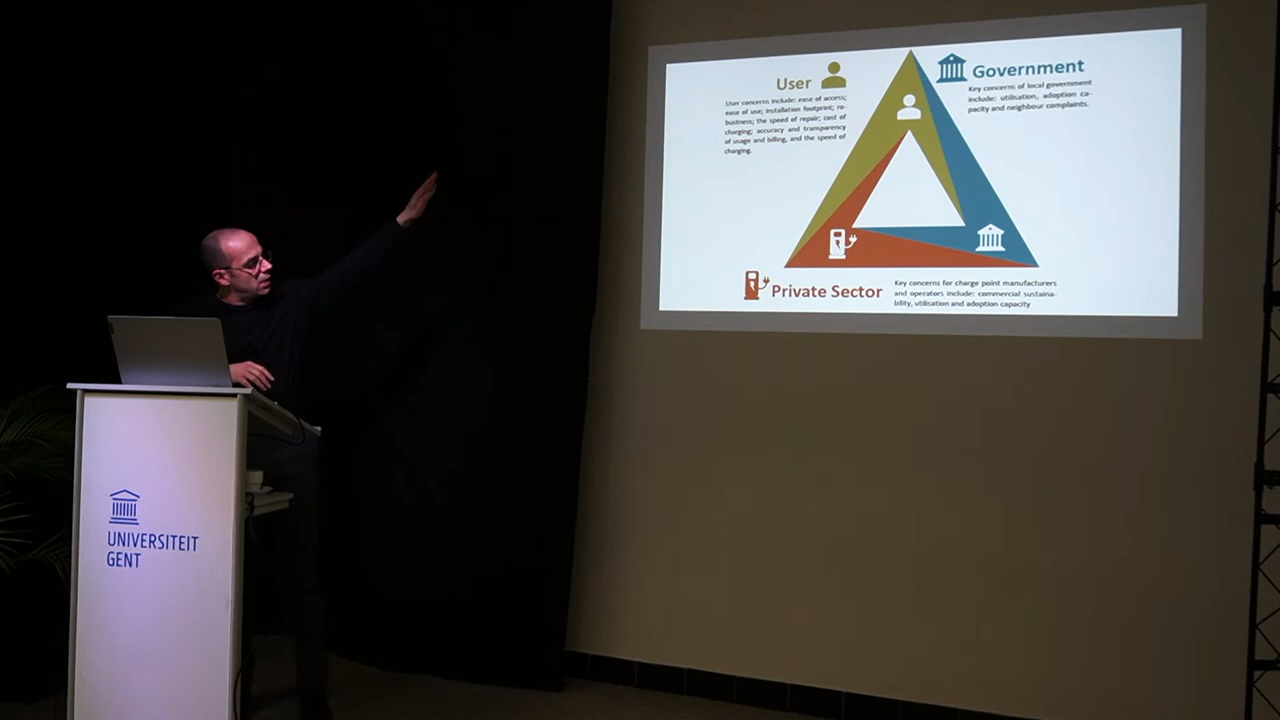 User
User concerns include: ease of access;
ease of use; installation footprint; ro-
bustness; the speed of repair; cost of
charging; accuracy and transparency
of usage and billing, and the speed of
charging.
Government
Key concerns of local government
include: utilisation, adoption ca-
pacity and neighbour complaints.
Private Sector
Key concerns for charge point manufacturers
and operators include: commercial sustaina-
bility, utilisation and adoption capacity
UNIVERSITEIT
GENT